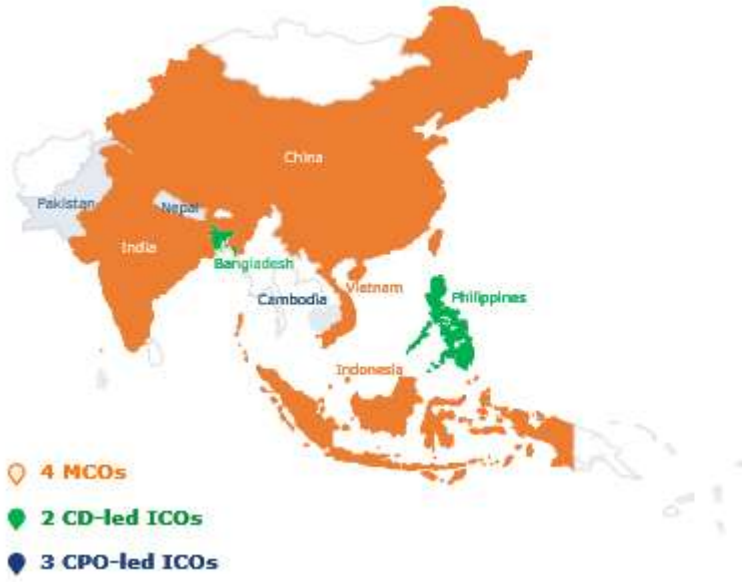 China
Pakistan
Nepal
India
Bangladesh
Cambodia
Vietnam
Philippines
Indonesia
4 MCOs
2 CD-led ICOs
3 CPO-led ICOs